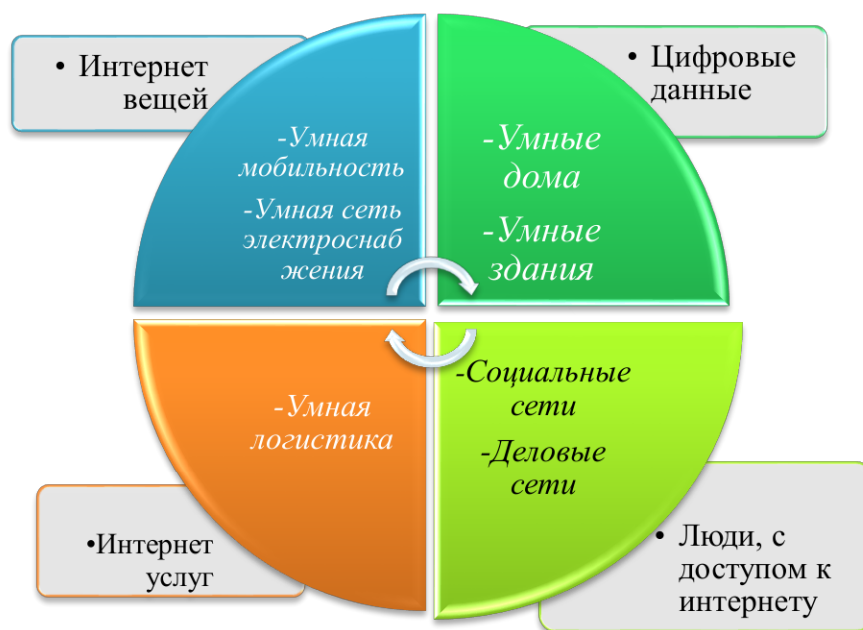 • Интернет
вещей
• Цифровые
данные
-Умная
мобильность
-Умная сеть
электроснаб
жения
-Умные
дома
-Умные
здания
-Умная
логистика
-Социальные
сети
-Деловые
сети
•Интернет
услуг
• Люди, с
доступом к
интернету